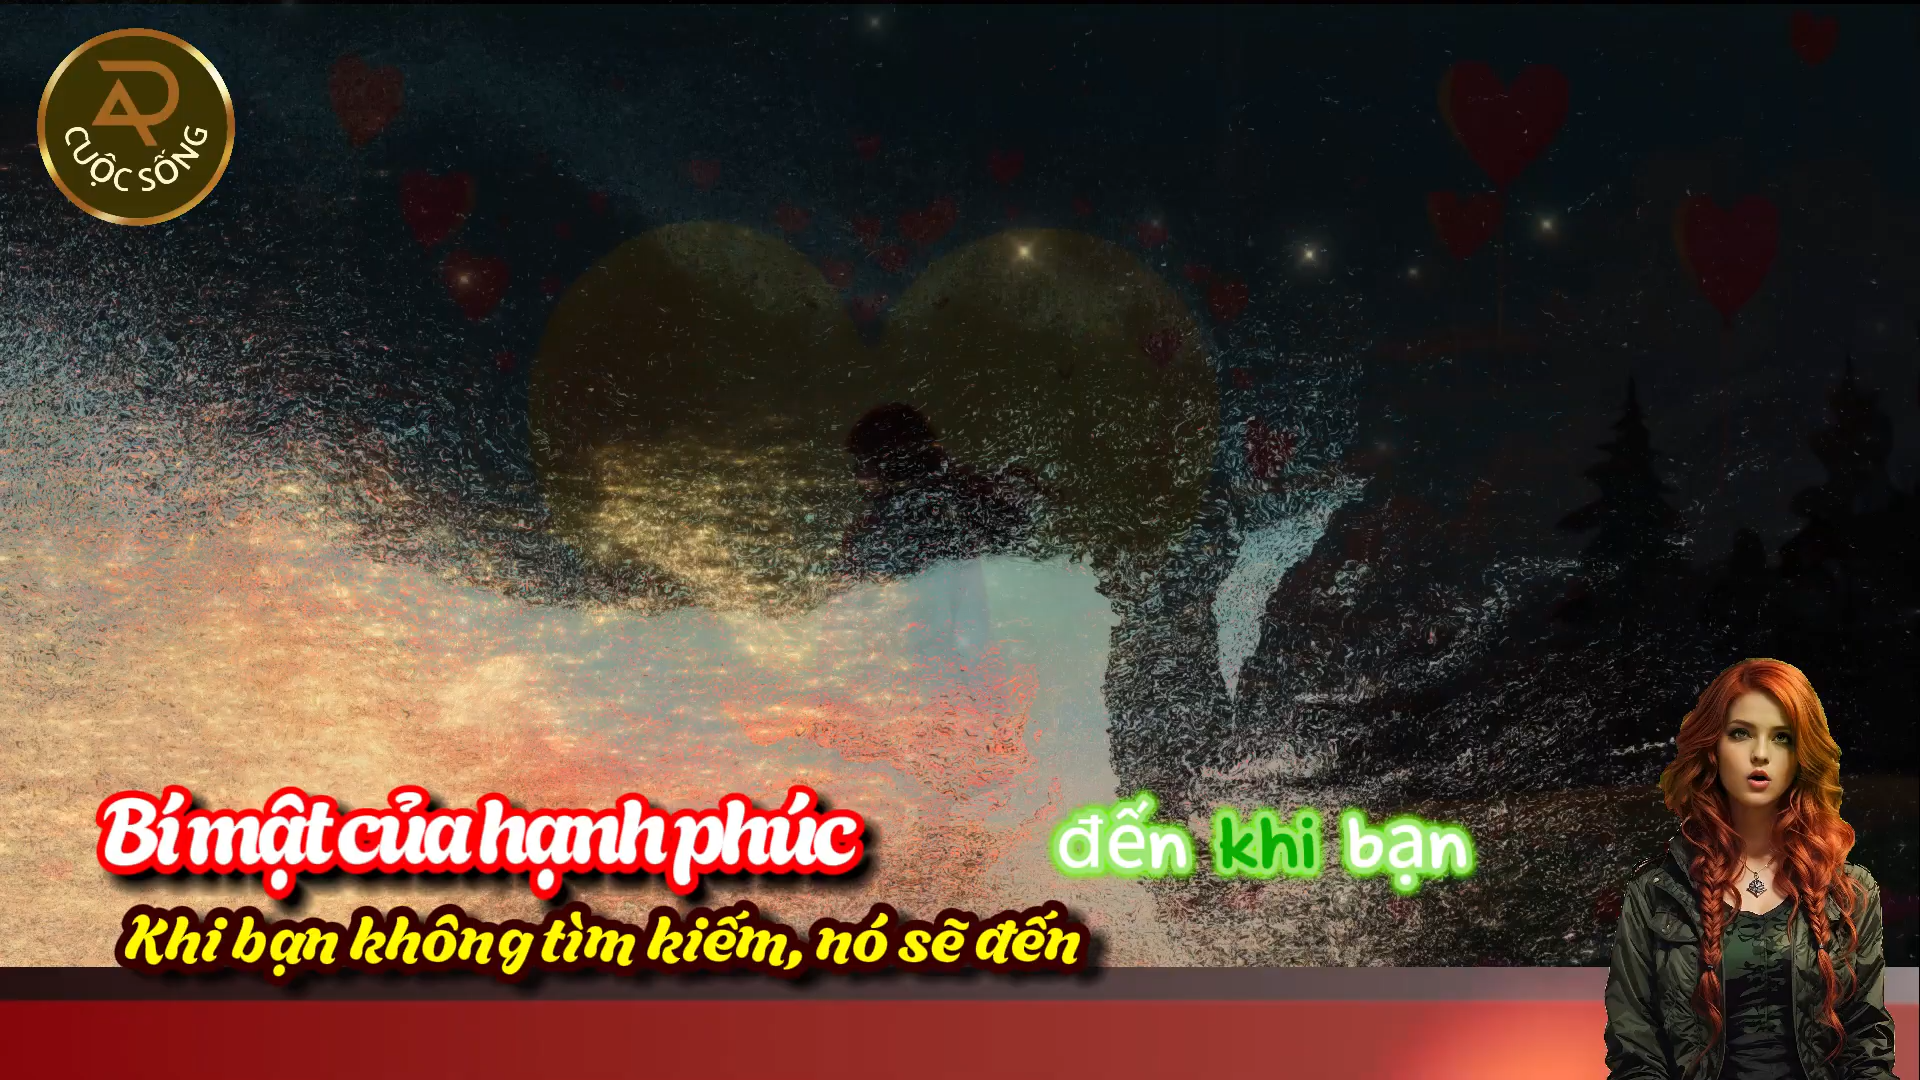 CUỘC SỐNG
Bí mật của hạnh phúc
đến khi bạn
Khi bạn không tìm kiếm, nó sẽ đến